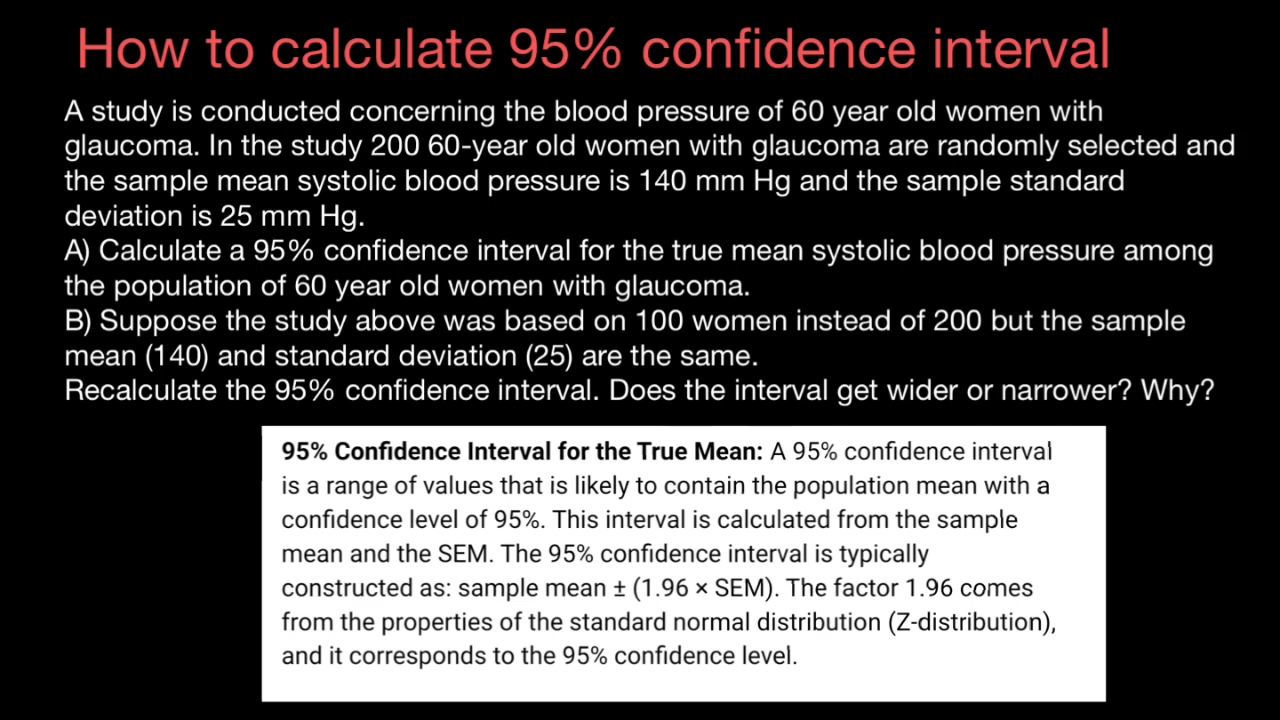 How to calculate 95% confidence interval
A study is conducted concerning the blood pressure of 60 year old women with
glaucoma. In the study 200 60-year old women with glaucoma are randomly selected and
the sample mean systolic blood pressure is 140 mm Hg and the sample standard
deviation is 25 mm Hg.
A) Calculate a 95% confidence interval for the true mean systolic blood pressure among
the population of 60 year old women with glaucoma.
B) Suppose the study above was based on 100 women instead of 200 but the sample
mean (140) and standard deviation (25) are the same.
Recalculate the 95% confidence interval. Does the interval get wider or narrower? Why?
95% Confidence Interval for the True Mean: A 95% confidence interval
is a range of values that is likely to contain the population mean with a
confidence level of 95%. This interval is calculated from the sample
mean and the SEM. The 95% confidence interval is typically
constructed as: sample mean ± (1.96 × SEM). The factor 1.96 comes
from the properties of the standard normal distribution (Z-distribution),
and it corresponds to the 95% confidence level.